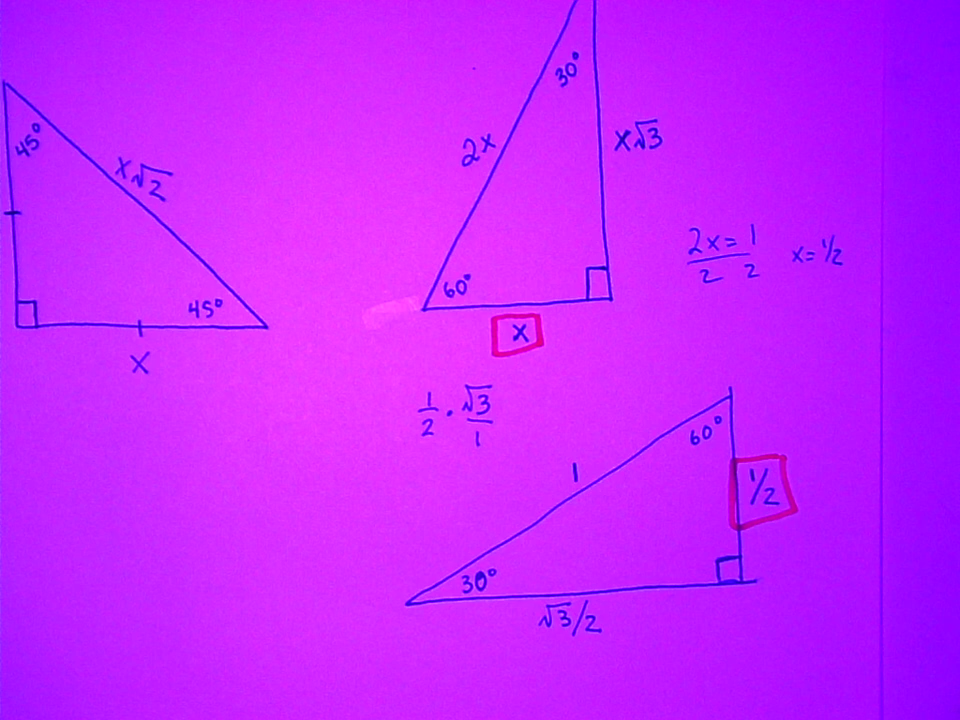 45°
x√2
45°
x
30°
2x
x√3
60°
x
2x = 1
2 2
x = 1/2
1/2 · √3/1
60°
1
1/2
30°
√3/2